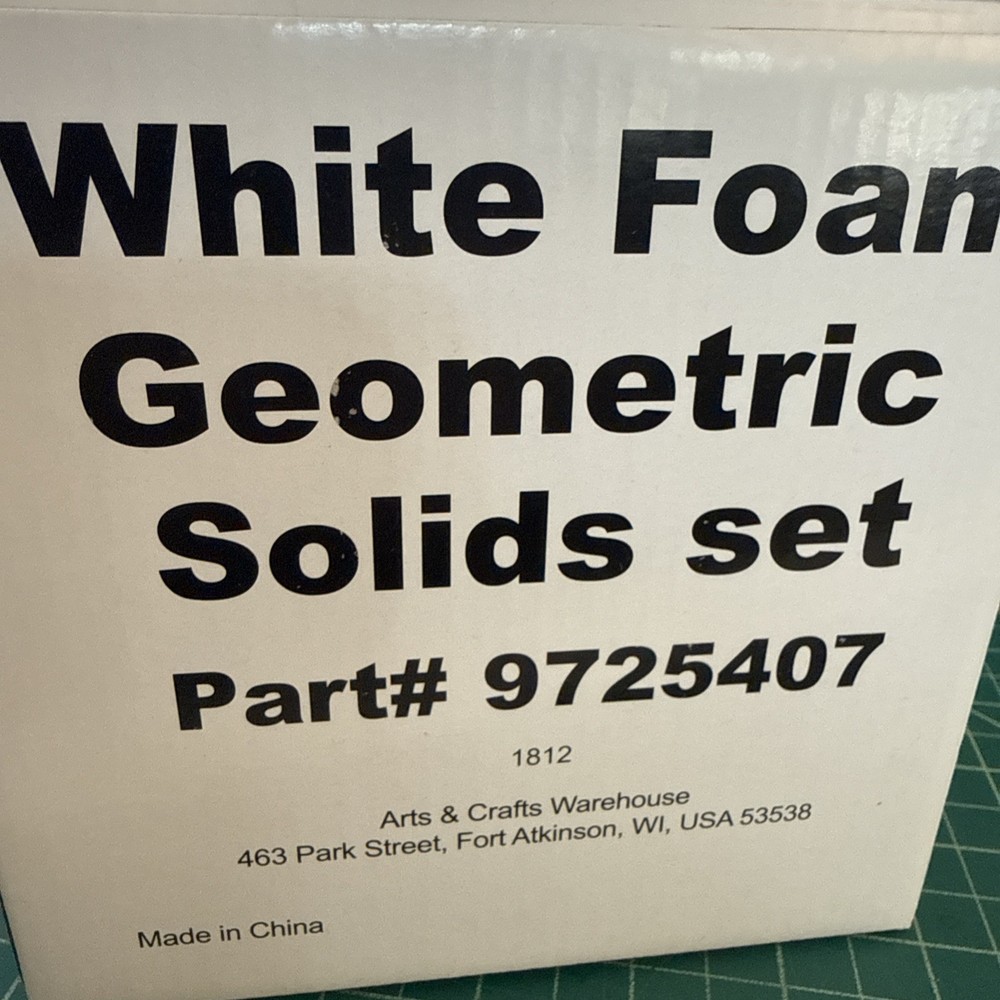 White Foam
Geometric
Solids set
Part# 9725407
1812
Arts & Crafts Warehouse
463 Park Street, Fort Atkinson, WI, USA 53538
Made in China